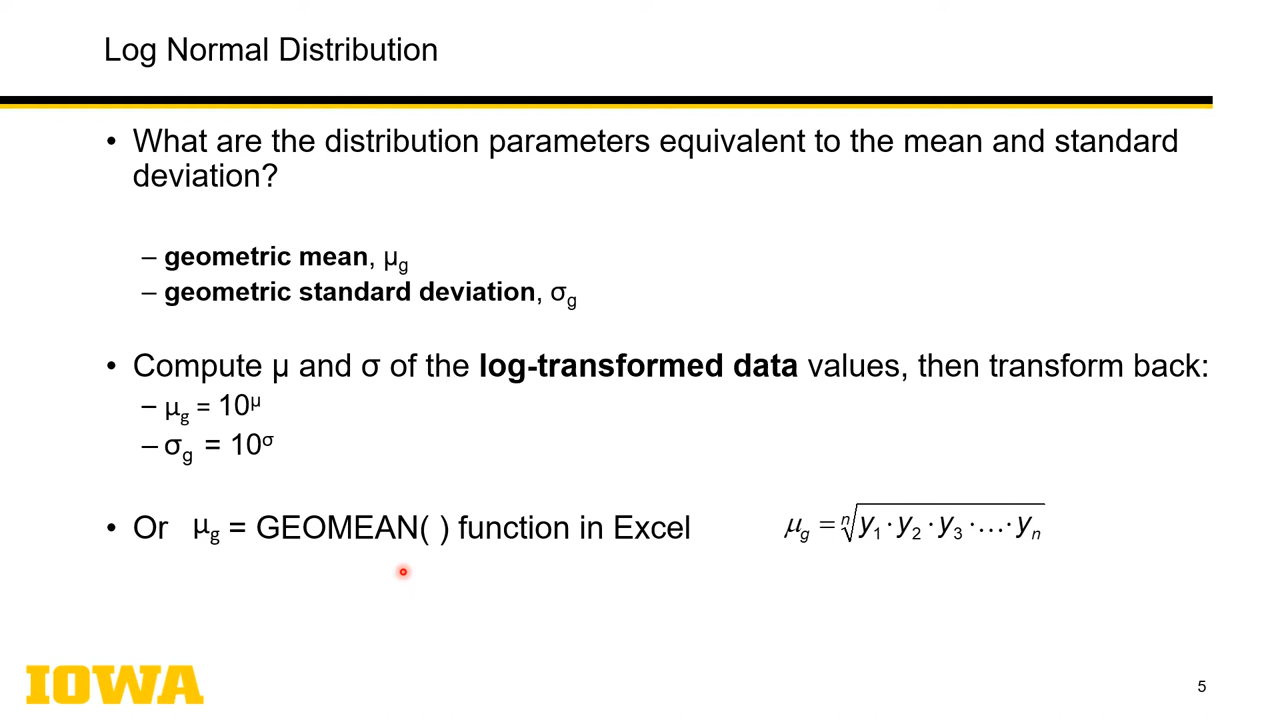 Log Normal Distribution
• What are the distribution parameters equivalent to the mean and standard
deviation?
– geometric mean, μg
– geometric standard deviation, σg
• Compute μ and σ of the log-transformed data values, then transform back:
– μg = 10^μ
– σg = 10^σ
• Or μg = GEOMEAN( ) function in Excel
μg = ⁿ√y1 · y2 · y3 · … · yn
IOWA
5